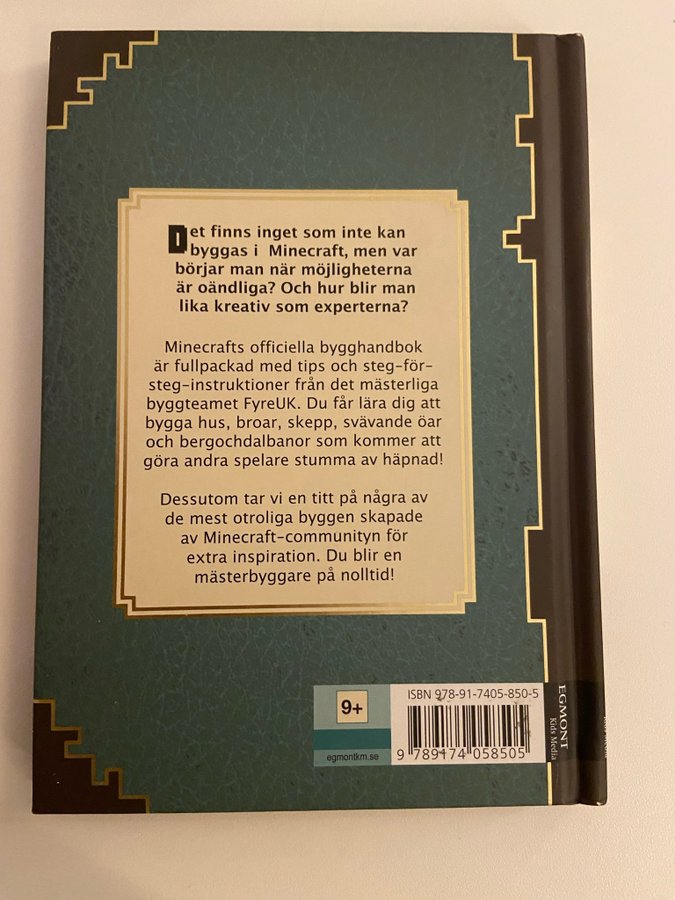 Det finns inget som inte kan
byggas i Minecraft, men var
börjar man när möjligheterna
är oändliga? Och hur blir man
lika kreativ som experterna?
Minecrafts officiella bygghandbok
är fullpackad med tips och steg-för-
steg-instruktioner från det mästerliga
byggteamet FyreUK. Du får lära dig att
bygga hus, broar, skepp, svävande öar
och bergochdalbanor som kommer att
göra andra spelare stumma av häpnad!
Dessutom tar vi en titt på några av
de mest otroliga byggen skapade
av Minecraft-communityn för
extra inspiration. Du blir en
mästerbyggare på nolltid!
9+
egmontkm.se
ISBN 978-91-7405-850-5
9 789174 058505
EGMONT
Kids Media